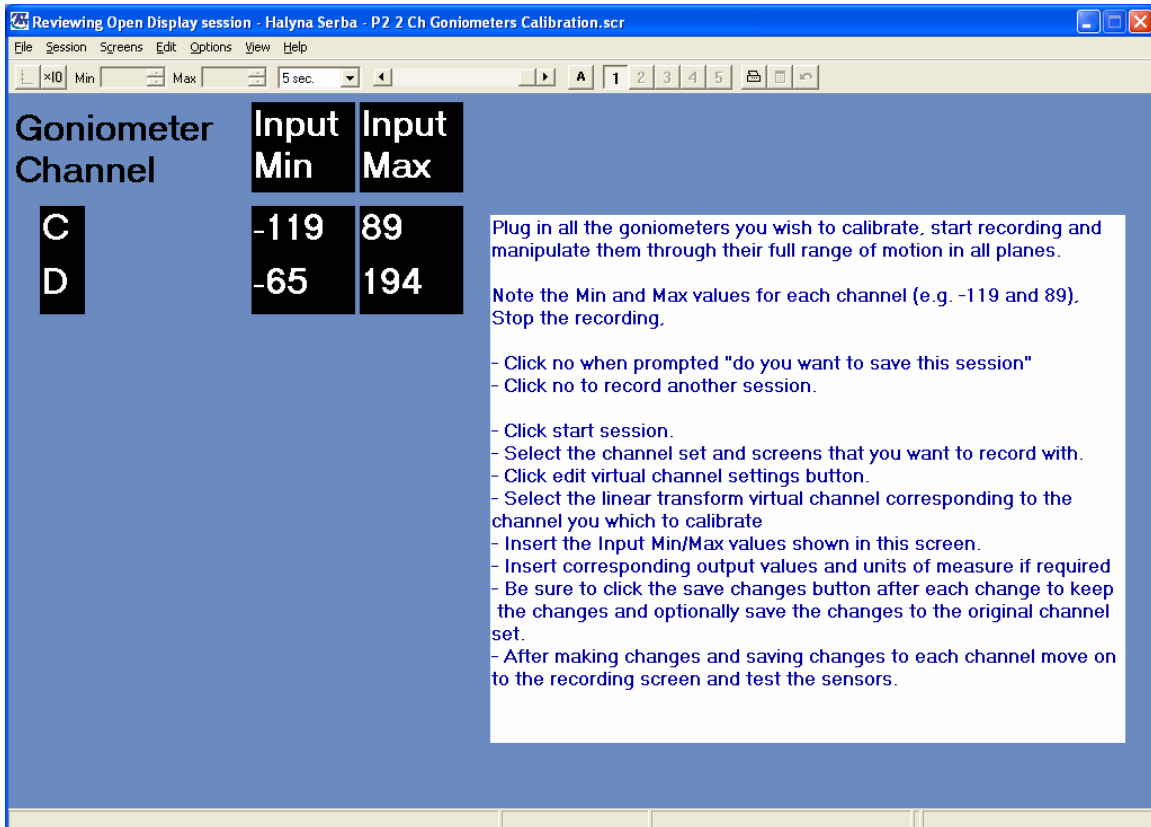 Reviewing Open Display session - Halyna Serba - P2 2 Ch Goniometers Calibration.scr
File Session Screens Edit Options View Help
×10 Min Max 5 sec. A 1 2 3 4 5
Goniometer
Channel
Input
Min
Input
Max
C -119 89
D -65 194
Plug in all the goniometers you wish to calibrate, start recording and
manipulate them through their full range of motion in all planes.
Note the Min and Max values for each channel (e.g. -119 and 89),
Stop the recording,
- Click no when prompted "do you want to save this session"
- Click no to record another session.
- Click start session.
- Select the channel set and screens that you want to record with.
- Click edit virtual channel settings button.
- Select the linear transform virtual channel corresponding to the
channel you which to calibrate
- Insert the Input Min/Max values shown in this screen.
- Insert corresponding output values and units of measure if required
- Be sure to click the save changes button after each change to keep
the changes and optionally save the changes to the original channel
set.
- After making changes and saving changes to each channel move on
to the recording screen and test the sensors.